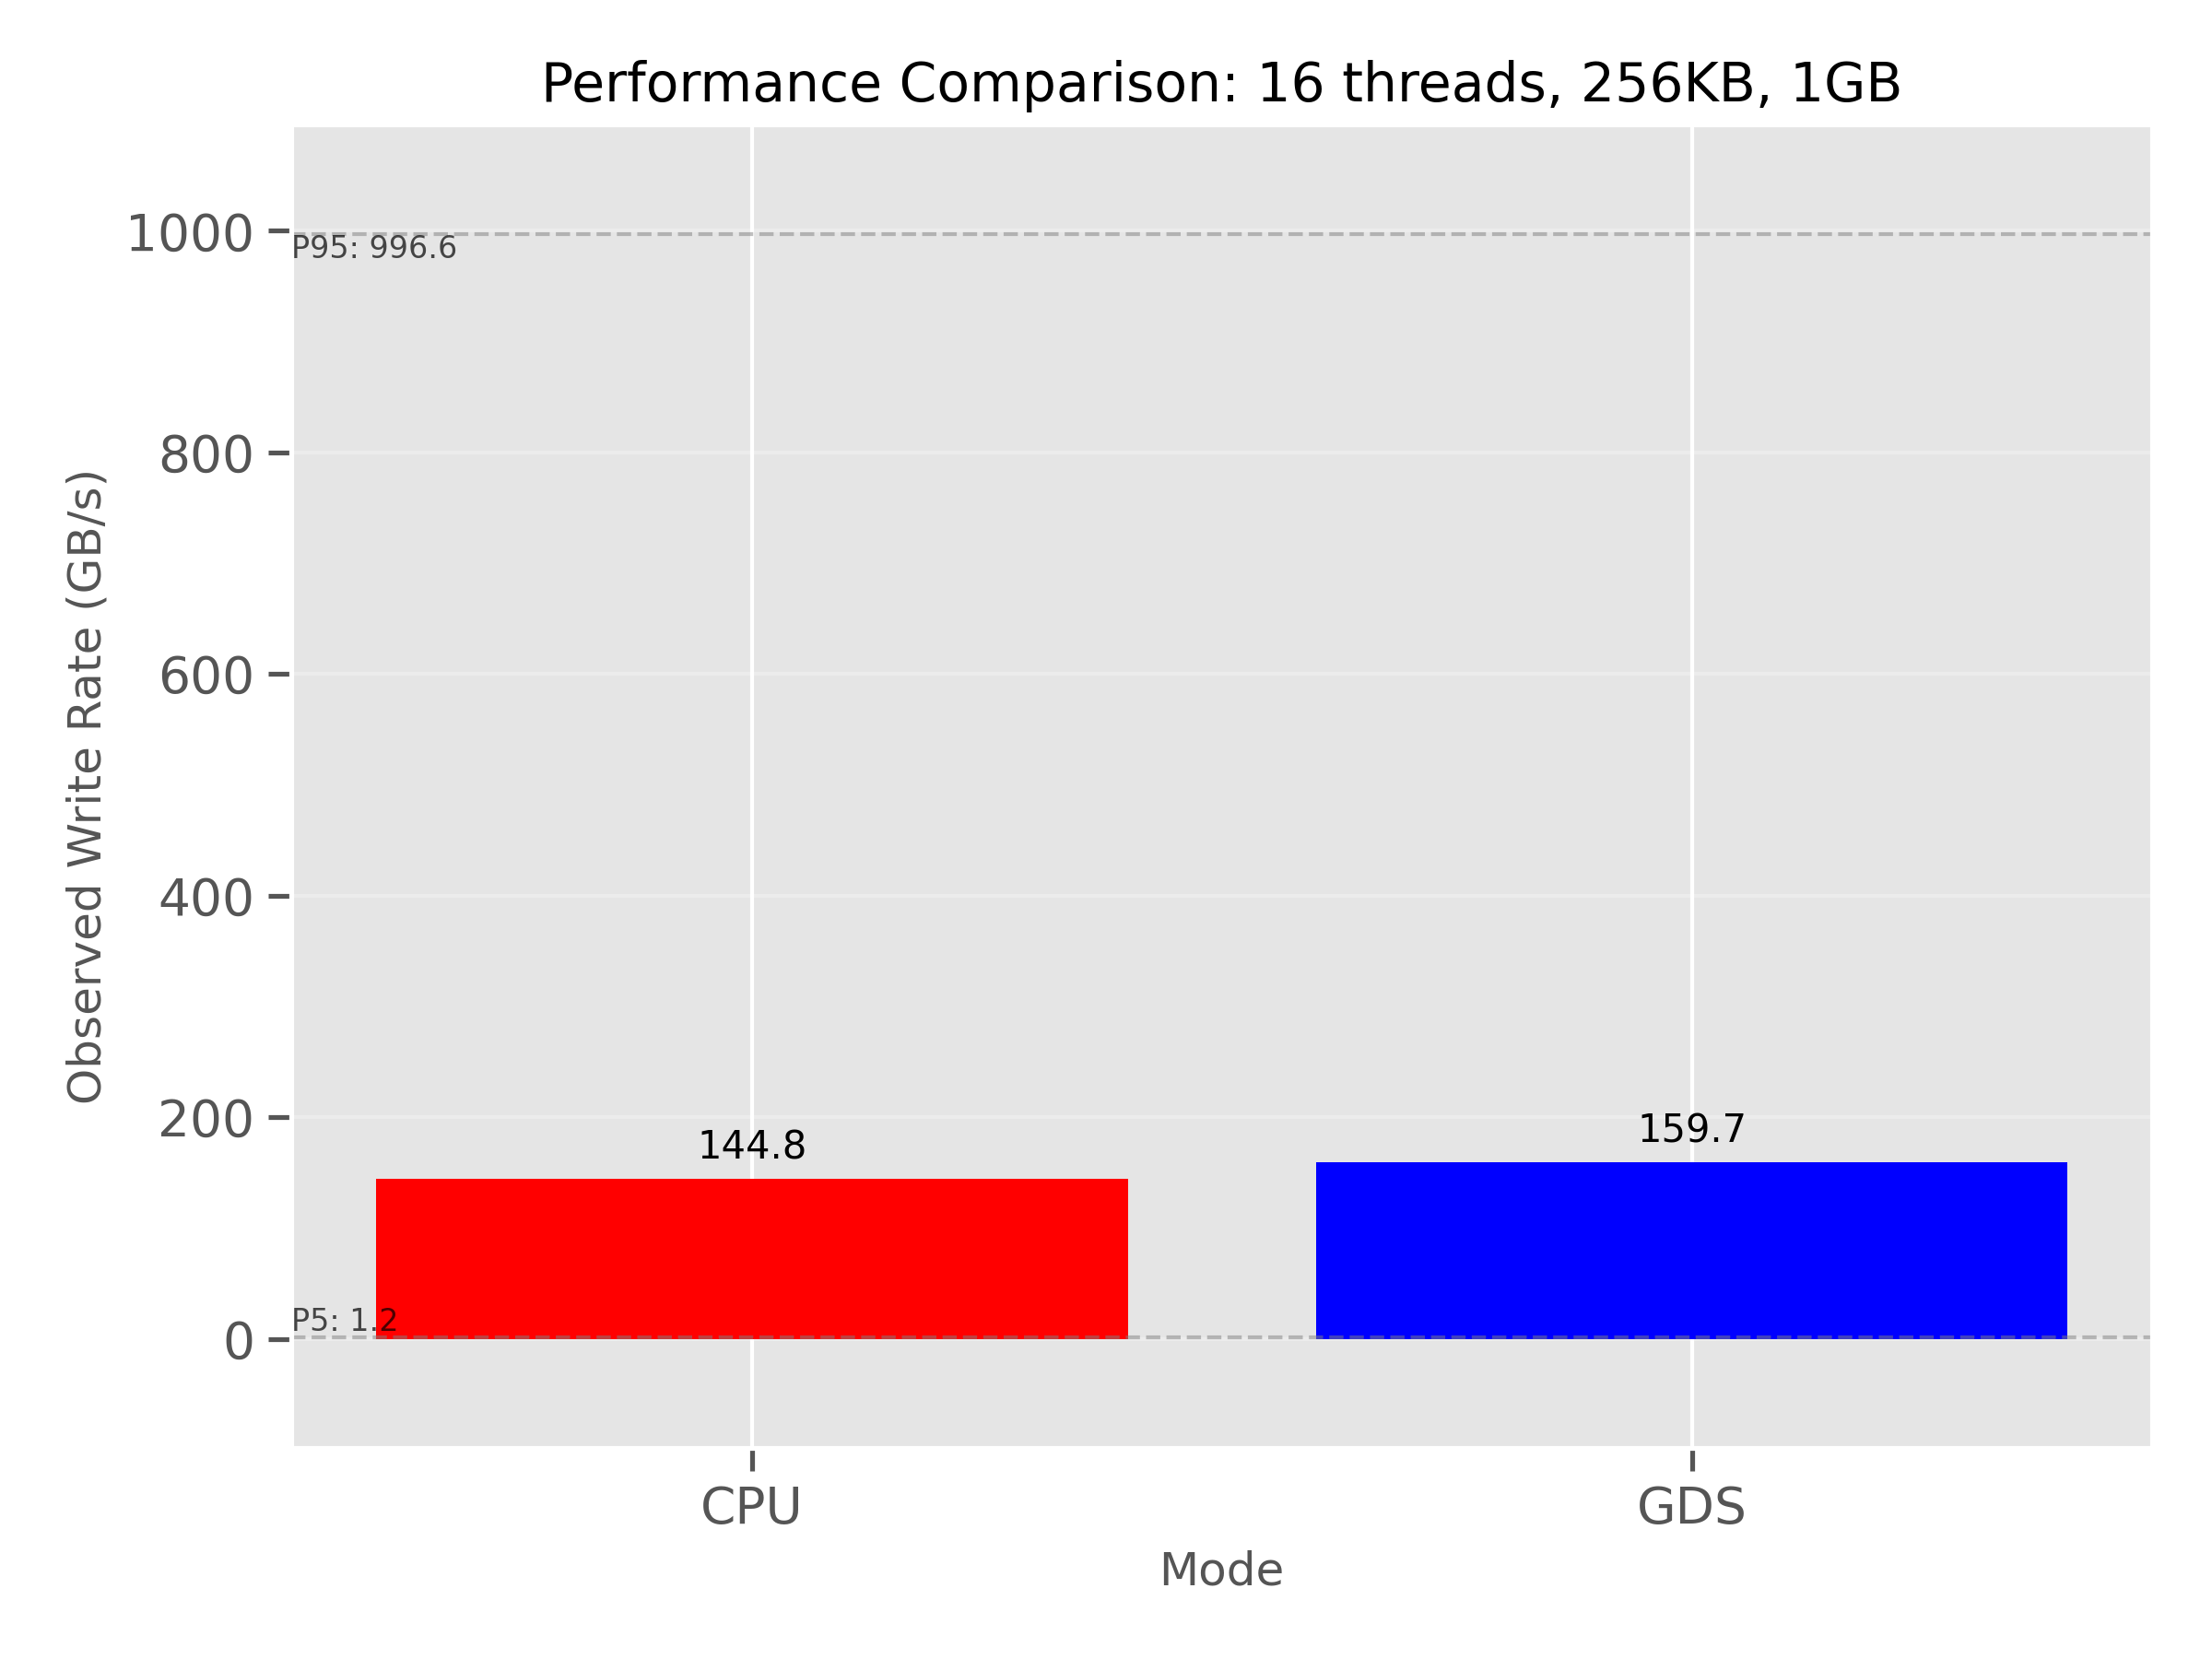 Performance Comparison: 16 threads, 256KB, 1GB
Observed Write Rate (GB/s)
1000
P95: 996.6
800
600
400
200
144.8
159.7
P5: 1.2
0
CPU
GDS
Mode